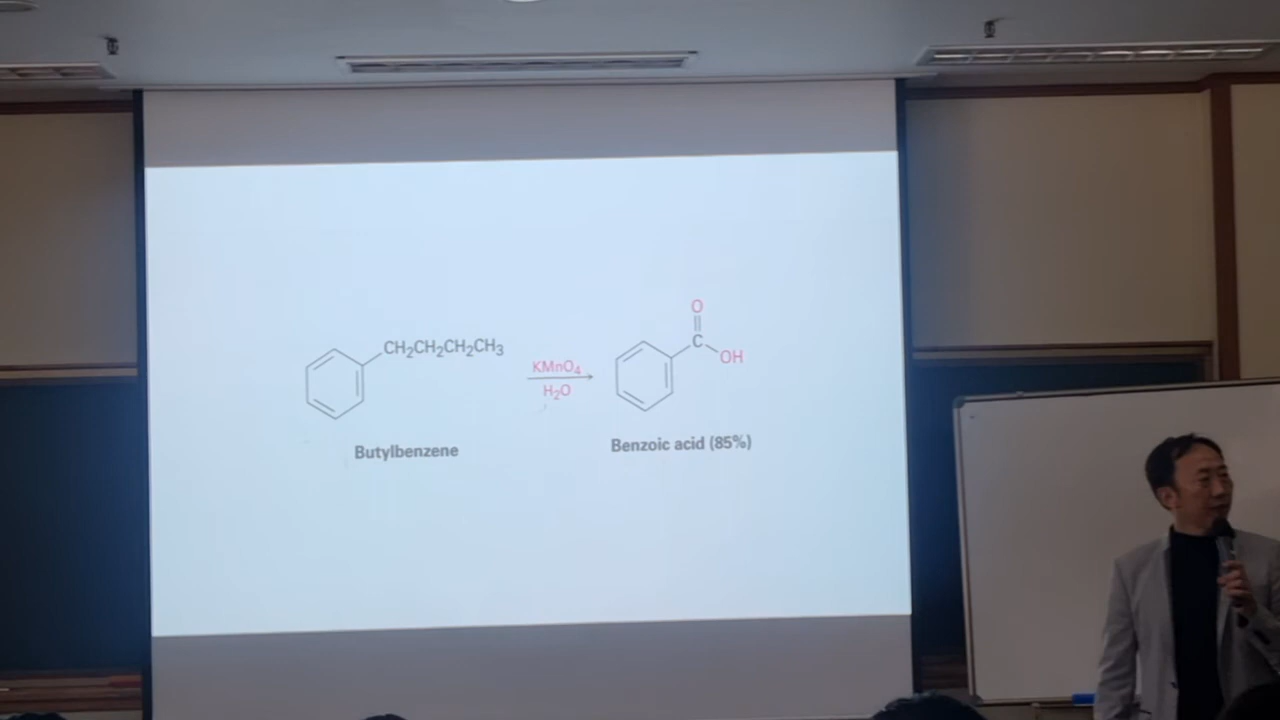 CH₂CH₂CH₂CH₃
KMnO₄
H₂O
O
C
OH
Butylbenzene
Benzoic acid (85%)